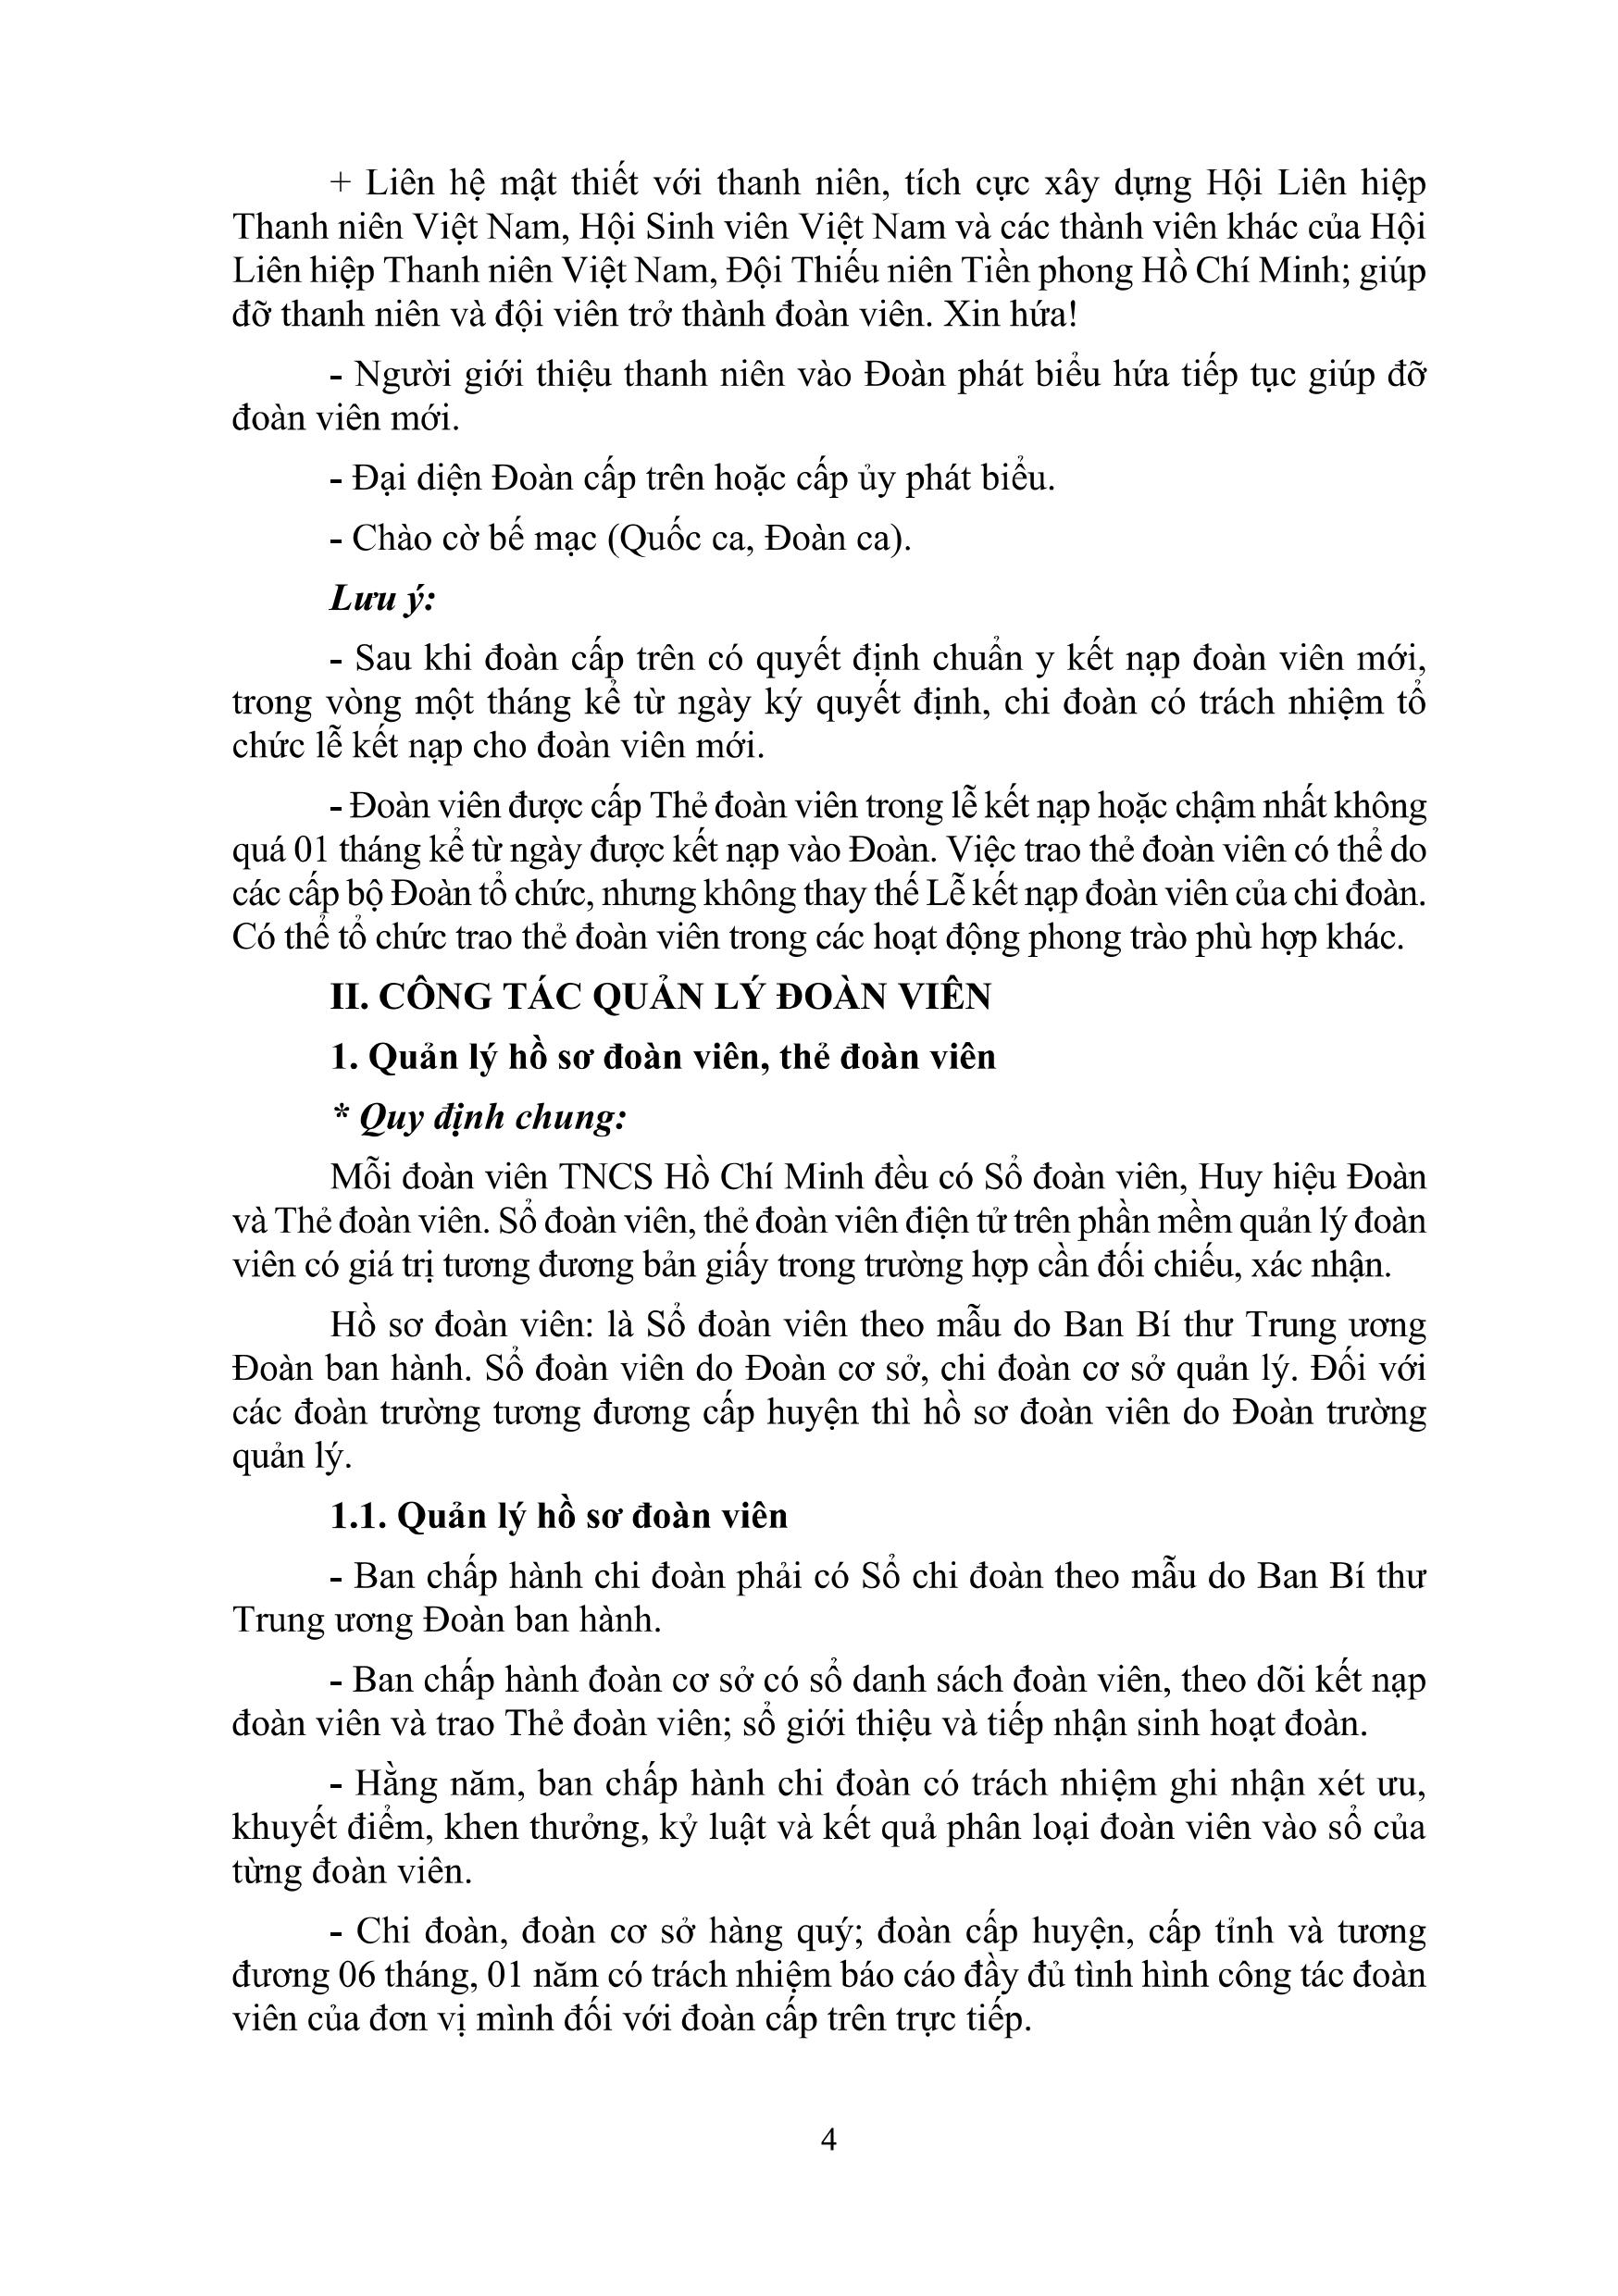 + Liên hệ mật thiết với thanh niên, tích cực xây dựng Hội Liên hiệp
Thanh niên Việt Nam, Hội Sinh viên Việt Nam và các thành viên khác của Hội
Liên hiệp Thanh niên Việt Nam, Đội Thiếu niên Tiền phong Hồ Chí Minh; giúp
đỡ thanh niên và đội viên trở thành đoàn viên. Xin hứa!
- Người giới thiệu thanh niên vào Đoàn phát biểu hứa tiếp tục giúp đỡ
đoàn viên mới.
- Đại diện Đoàn cấp trên hoặc cấp ủy phát biểu.
- Chào cờ bế mạc (Quốc ca, Đoàn ca).
Lưu ý:
- Sau khi đoàn cấp trên có quyết định chuẩn y kết nạp đoàn viên mới,
trong vòng một tháng kể từ ngày ký quyết định, chi đoàn có trách nhiệm tổ
chức lễ kết nạp cho đoàn viên mới.
- Đoàn viên được cấp Thẻ đoàn viên trong lễ kết nạp hoặc chậm nhất không
quá 01 tháng kể từ ngày được kết nạp vào Đoàn. Việc trao thẻ đoàn viên có thể do
các cấp bộ Đoàn tổ chức, nhưng không thay thế Lễ kết nạp đoàn viên của chi đoàn.
Có thể tổ chức trao thẻ đoàn viên trong các hoạt động phong trào phù hợp khác.
II. CÔNG TÁC QUẢN LÝ ĐOÀN VIÊN
1. Quản lý hồ sơ đoàn viên, thẻ đoàn viên
* Quy định chung:
Mỗi đoàn viên TNCS Hồ Chí Minh đều có Sổ đoàn viên, Huy hiệu Đoàn
và Thẻ đoàn viên. Sổ đoàn viên, thẻ đoàn viên điện tử trên phần mềm quản lý đoàn
viên có giá trị tương đương bản giấy trong trường hợp cần đối chiếu, xác nhận.
Hồ sơ đoàn viên: là Sổ đoàn viên theo mẫu do Ban Bí thư Trung ương
Đoàn ban hành. Sổ đoàn viên do Đoàn cơ sở, chi đoàn cơ sở quản lý. Đối với
các đoàn trường tương đương cấp huyện thì hồ sơ đoàn viên do Đoàn trường
quản lý.
1.1. Quản lý hồ sơ đoàn viên
- Ban chấp hành chi đoàn phải có Sổ chi đoàn theo mẫu do Ban Bí thư
Trung ương Đoàn ban hành.
- Ban chấp hành đoàn cơ sở có sổ danh sách đoàn viên, theo dõi kết nạp
đoàn viên và trao Thẻ đoàn viên; sổ giới thiệu và tiếp nhận sinh hoạt đoàn.
- Hằng năm, ban chấp hành chi đoàn có trách nhiệm ghi nhận xét ưu,
khuyết điểm, khen thưởng, kỷ luật và kết quả phân loại đoàn viên vào sổ của
từng đoàn viên.
- Chi đoàn, đoàn cơ sở hàng quý; đoàn cấp huyện, cấp tỉnh và tương
đương 06 tháng, 01 năm có trách nhiệm báo cáo đầy đủ tình hình công tác đoàn
viên của đơn vị mình đối với đoàn cấp trên trực tiếp.
4